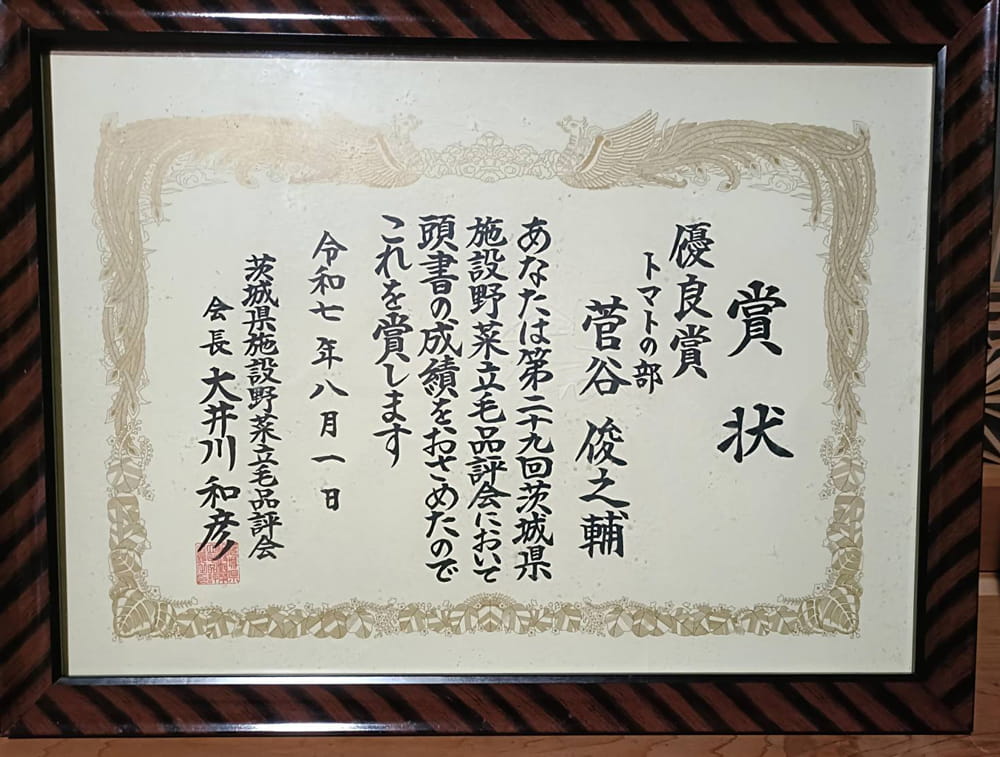 賞状
優良賞
トマトの部
菅谷 俊之輔
あなたは第二十九回茨城県
施設野菜立毛品評会において
頭書の成績をおさめたので
これを賞します
令和七年八月一日
茨城県施設野菜立毛品評会
会長 大井川和彦